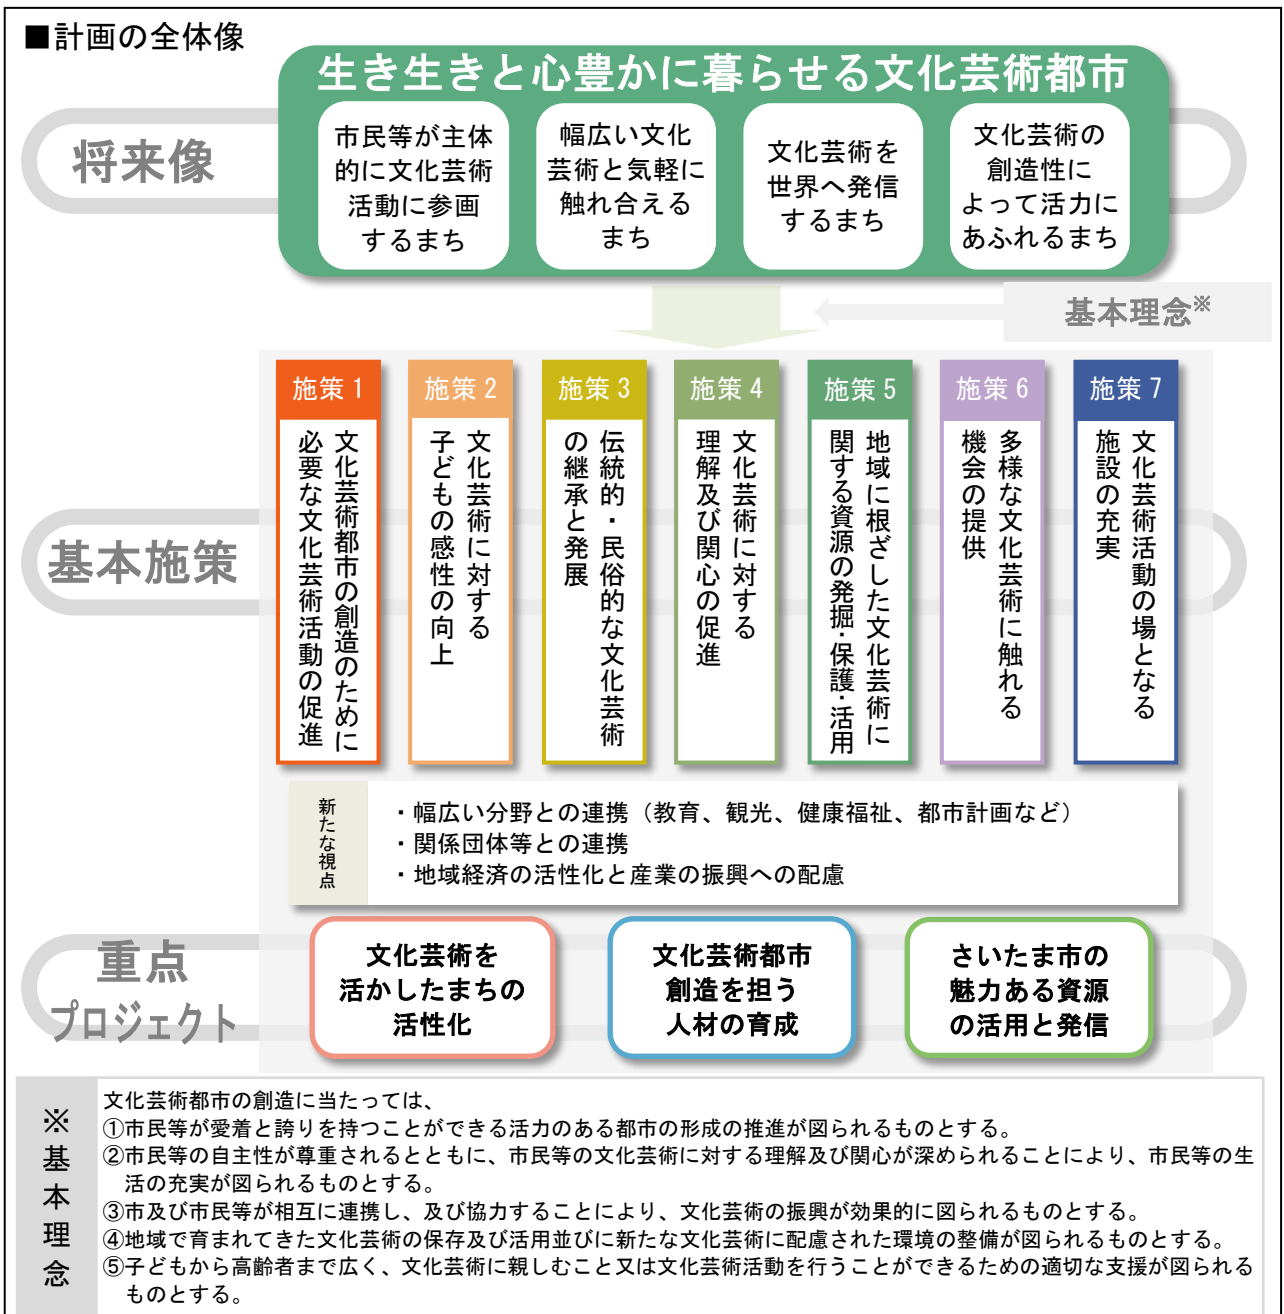 ■計画の全体像
生き生きと心豊かに暮らせる文化芸術都市
将来像
市民等が主体
的に文化芸術
活動に参画
するまち
幅広い文化
芸術と気軽に
触れ合える
まち
文化芸術を
世界へ発信
するまち
文化芸術の
創造性に
よって活力に
あふれるまち
基本理念※
基本施策
施策1
文化芸術都市の創造のために
必要な文化芸術活動の促進
施策2
文化芸術に対する
子どもの感性の向上
施策3
伝統的・民俗的な文化芸術
の継承と発展
施策4
文化芸術に対する
理解及び関心の促進
施策5
地域に根ざした文化芸術に
関する資源の発掘・保護・活用
施策6
多様な文化芸術に触れる
機会の提供
施策7
文化芸術活動の場となる
施設の充実
新たな視点
・幅広い分野との連携（教育、観光、健康福祉、都市計画など）
・関係団体等との連携
・地域経済の活性化と産業の振興への配慮
重点
プロジェクト
文化芸術を
活かしたまちの
活性化
文化芸術都市
創造を担う
人材の育成
さいたま市の
魅力ある資源
の活用と発信
※基本理念
文化芸術都市の創造に当たっては、
①市民等が愛着と誇りを持つことができる活力のある都市の形成の推進が図られるものとする。
②市民等の自主性が尊重されるとともに、市民等の文化芸術に対する理解及び関心が深められることにより、市民等の生
活の充実が図られるものとする。
③市及び市民等が相互に連携し、及び協力することにより、文化芸術の振興が効果的に図られるものとする。
④地域で育まれてきた文化芸術の保存及び活用並びに新たな文化芸術に配慮された環境の整備が図られるものとする。
⑤子どもから高齢者まで広く、文化芸術に親しむこと又は文化芸術活動を行うことができるための適切な支援が図られる
ものとする。